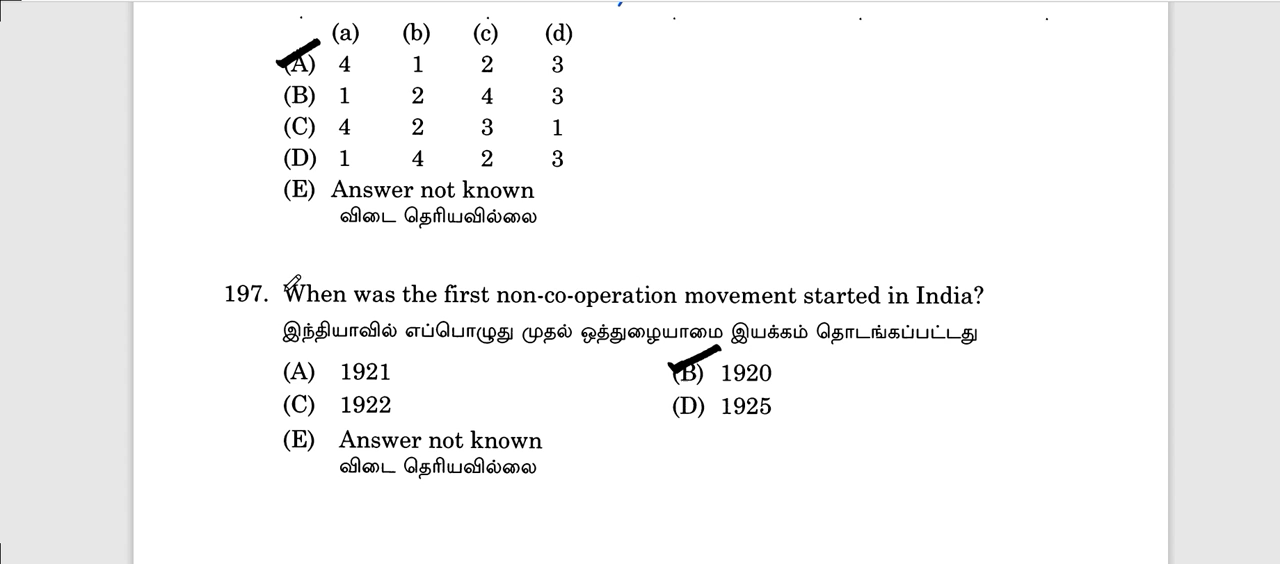 (a) (b) (c) (d)
(A) 4 1 2 3
(B) 1 2 4 3
(C) 4 2 3 1
(D) 1 4 2 3
(E) Answer not known
விடை தெரியவில்லை
197. When was the first non-co-operation movement started in India?
இந்தியாவில் எப்பொழுது முதல் ஒத்துழையாமை இயக்கம் தொடங்கப்பட்டது
(A) 1921 (B) 1920
(C) 1922 (D) 1925
(E) Answer not known
விடை தெரியவில்லை